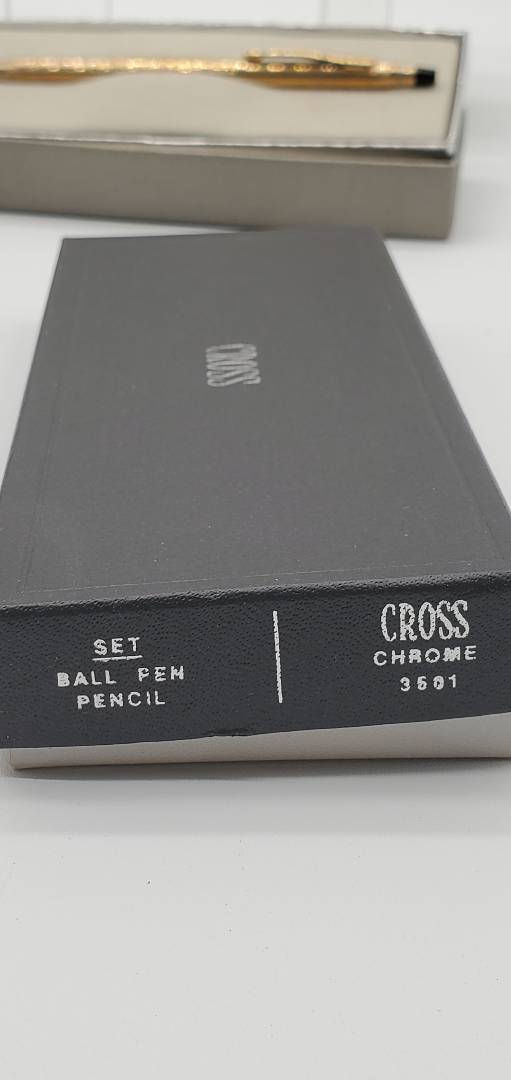 CROSS
SET
BALL PEN
PENCIL
CROSS
CHROME
3501